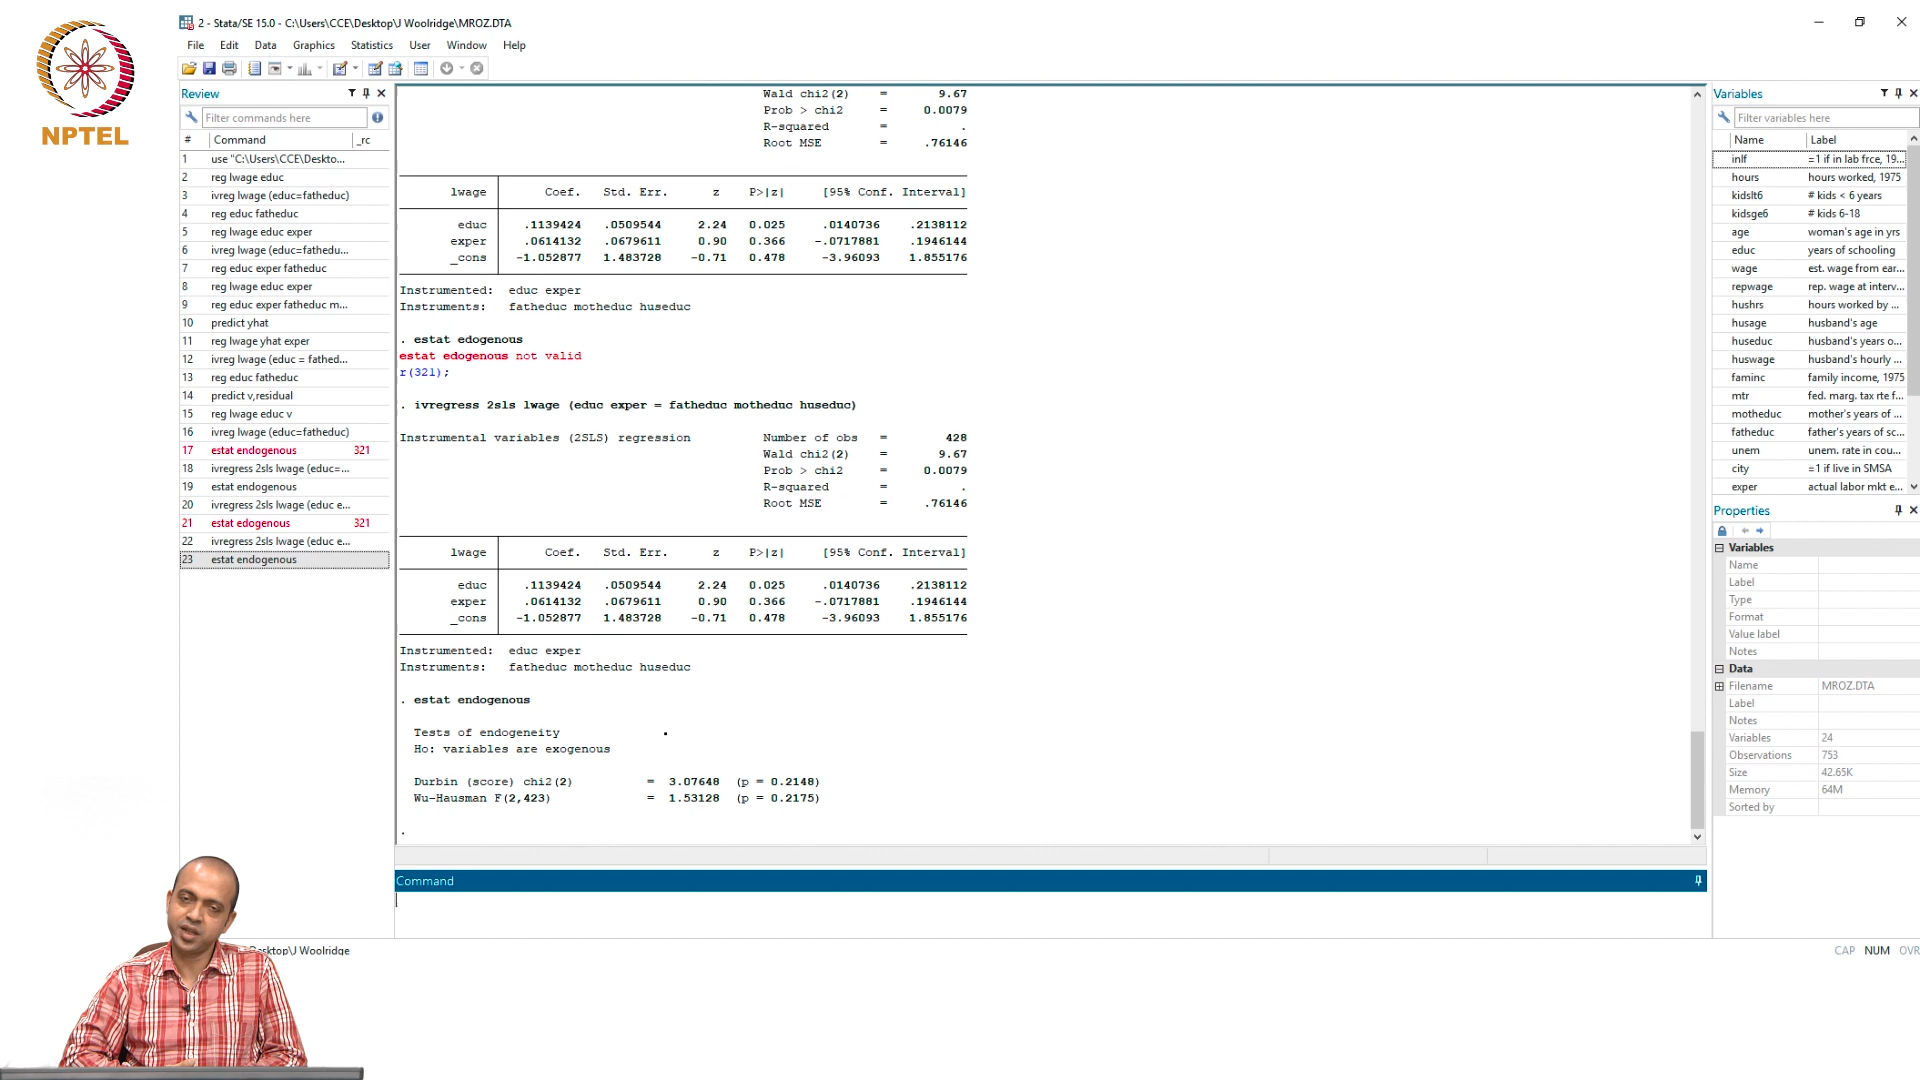 NPTEL
2 - Stata/SE 15.0 - C:\Users\CCE\Desktop\J Woolridge\MROZ.DTA
File Edit Data Graphics Statistics User Window Help
Review
Filter commands here
# Command _rc
1 use "C:\Users\CCE\Deskto...
2 reg lwage educ
3 ivreg lwage (educ=fatheduc)
4 reg educ fatheduc
5 reg lwage educ exper
6 ivreg lwage (educ=fathedu...
7 reg educ exper fatheduc
8 reg lwage educ exper
9 reg educ exper fatheduc m...
10 predict yhat
11 reg lwage yhat exper
12 ivreg lwage (educ = fathed...
13 reg educ fatheduc
14 predict v,residual
15 reg lwage educ v
16 ivreg lwage (educ=fatheduc)
17 estat endogenous 321
18 ivregress 2sls lwage (educ=...
19 estat endogenous
20 ivregress 2sls lwage (educ e...
21 estat edogenous 321
22 ivregress 2sls lwage (educ e...
23 estat endogenous
Wald chi2(2) = 9.67
Prob > chi2 = 0.0079
R-squared = .
Root MSE = .76146
lwage Coef. Std. Err. z P>|z| [95% Conf. Interval]
educ .1139424 .0509544 2.24 0.025 .0140736 .2138112
exper .0614132 .0679611 0.90 0.366 -.0717881 .1946144
_cons -1.052877 1.483728 -0.71 0.478 -3.96093 1.855176
Instrumented: educ exper
Instruments: fatheduc motheduc huseduc
. estat edogenous
estat edogenous not valid
r(321);
. ivregress 2sls lwage (educ exper = fatheduc motheduc huseduc)
Instrumental variables (2SLS) regression Number of obs = 428
Wald chi2(2) = 9.67
Prob > chi2 = 0.0079
R-squared = .
Root MSE = .76146
lwage Coef. Std. Err. z P>|z| [95% Conf. Interval]
educ .1139424 .0509544 2.24 0.025 .0140736 .2138112
exper .0614132 .0679611 0.90 0.366 -.0717881 .1946144
_cons -1.052877 1.483728 -0.71 0.478 -3.96093 1.855176
Instrumented: educ exper
Instruments: fatheduc motheduc huseduc
. estat endogenous
Tests of endogeneity
Ho: variables are exogenous
Durbin (score) chi2(2) = 3.07648 (p = 0.2148)
Wu-Hausman F(2,423) = 1.53128 (p = 0.2175)
.
Command
Variables
Filter variables here
Name Label
inlf =1 if in lab frce, 19...
hours hours worked, 1975
kidslt6 # kids < 6 years
kidsge6 # kids 6-18
age woman's age in yrs
educ years of schooling
wage est. wage from ear...
repwage rep. wage at interv...
hushrs hours worked by ...
husage husband's age
huseduc husband's years o...
huswage husband's hourly ...
faminc family income, 1975
mtr fed. marg. tax rte f...
motheduc mother's years of ...
fatheduc father's years of sc...
unem unem. rate in cou...
city =1 if live in SMSA
exper actual labor mkt e...
Properties
Variables
Name
Label
Type
Format
Value label
Notes
Data
Filename MROZ.DTA
Label
Notes
Variables 24
Observations 753
Size 42.65K
Memory 64M
Sorted by
esktop\J Woolridge
CAP NUM OVR